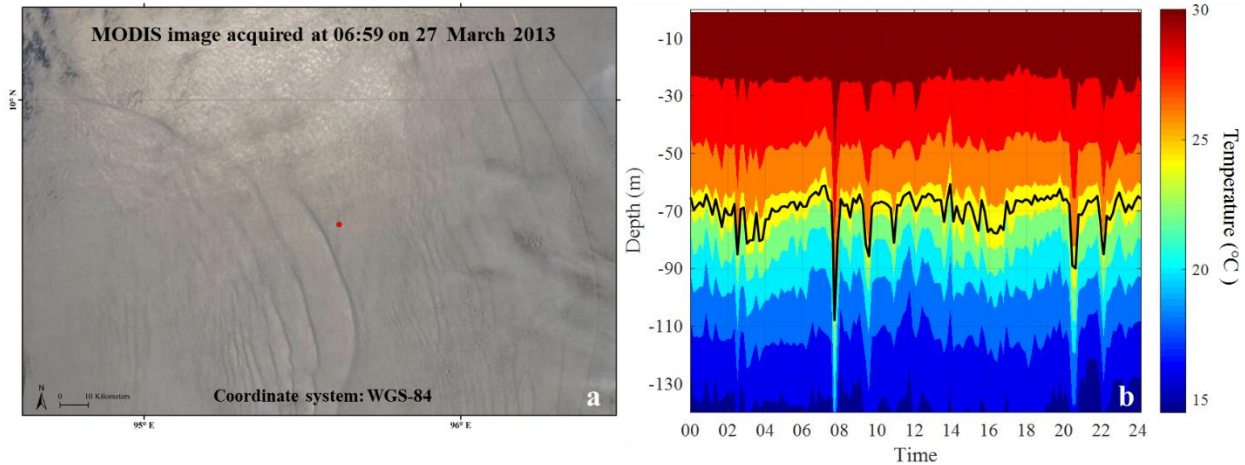 MODIS image acquired at 06:59 on 27 March 2013
10° N
N
0 10 Kilometers
Coordinate system: WGS-84
a
95° E
96° E
-10
-30
-50
-70
-90
-110
-130
Depth (m)
00 02 04 06 08 10 12 14 16 18 20 22 24
Time
b
30
25
20
15
Temperature (°C)